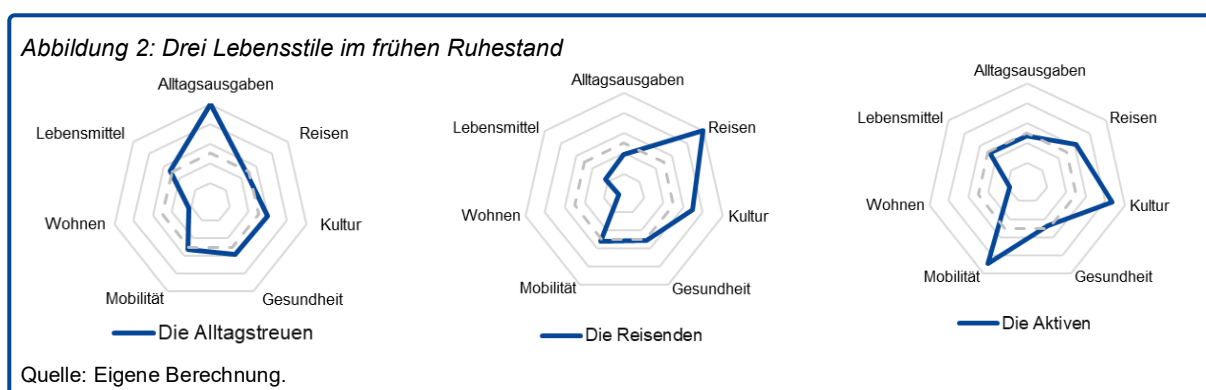 Abbildung 2: Drei Lebensstile im frühen Ruhestand
Alltagsausgaben
Reisen
Kultur
Gesundheit
Mobilität
Wohnen
Lebensmittel
Die Alltagstreuen
Alltagsausgaben
Reisen
Kultur
Gesundheit
Mobilität
Wohnen
Lebensmittel
Die Reisenden
Alltagsausgaben
Reisen
Kultur
Gesundheit
Mobilität
Wohnen
Lebensmittel
Die Aktiven
Quelle: Eigene Berechnung.